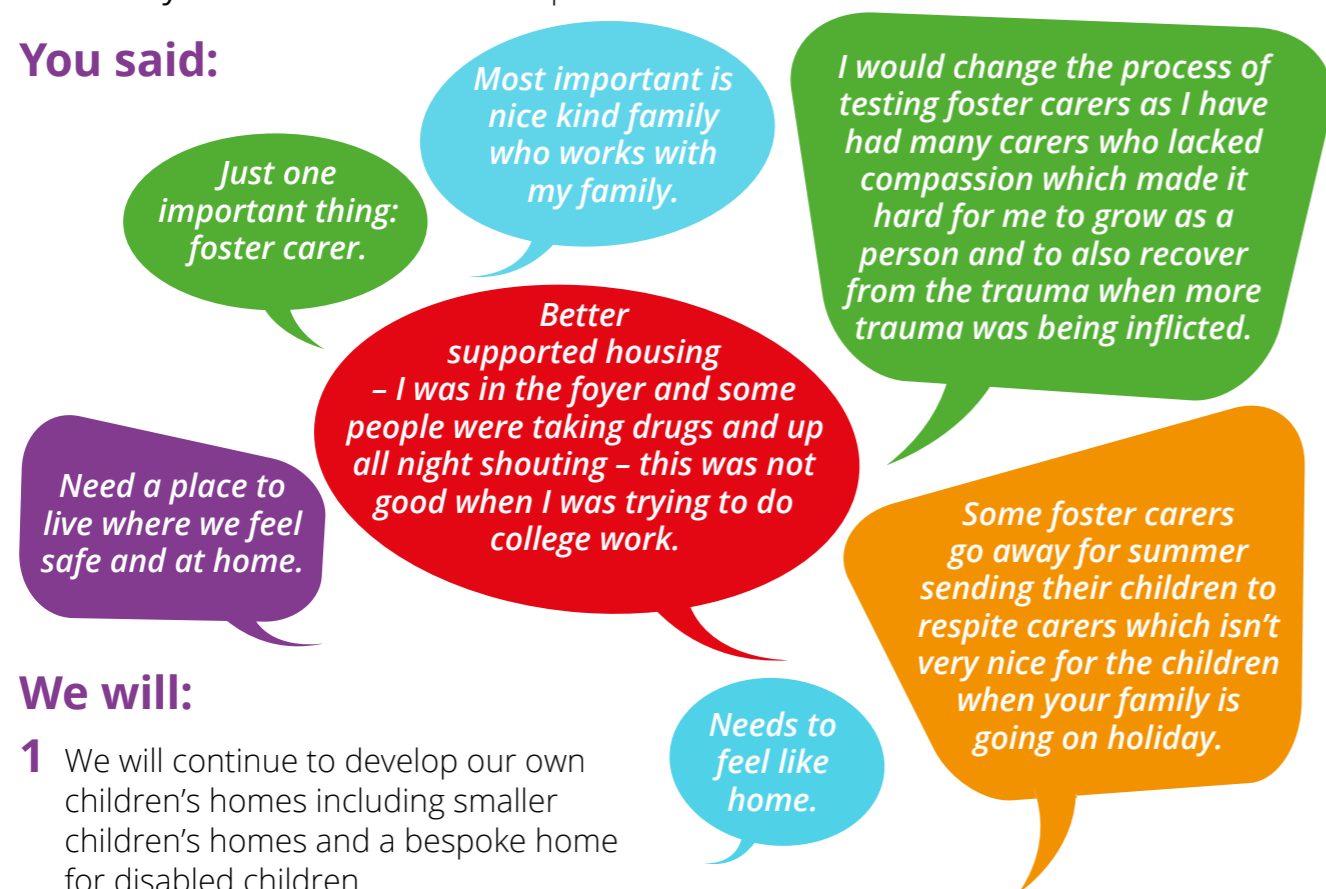 You said:
Just one
important thing:
foster carer.
Most important is
nice kind family
who works with
my family.
I would change the process of
testing foster carers as I have
had many carers who lacked
compassion which made it
hard for me to grow as a
person and to also recover
from the trauma when more
trauma was being inflicted.
Better
supported housing
– I was in the foyer and some
people were taking drugs and up
all night shouting – this was not
good when I was trying to do
college work.
Need a place to
live where we feel
safe and at home.
Some foster carers
go away for summer
sending their children to
respite carers which isn’t
very nice for the children
when your family is
going on holiday.
Needs to
feel like
home.
We will:
1 We will continue to develop our own
children’s homes including smaller
children’s homes and a bespoke home
for disabled children